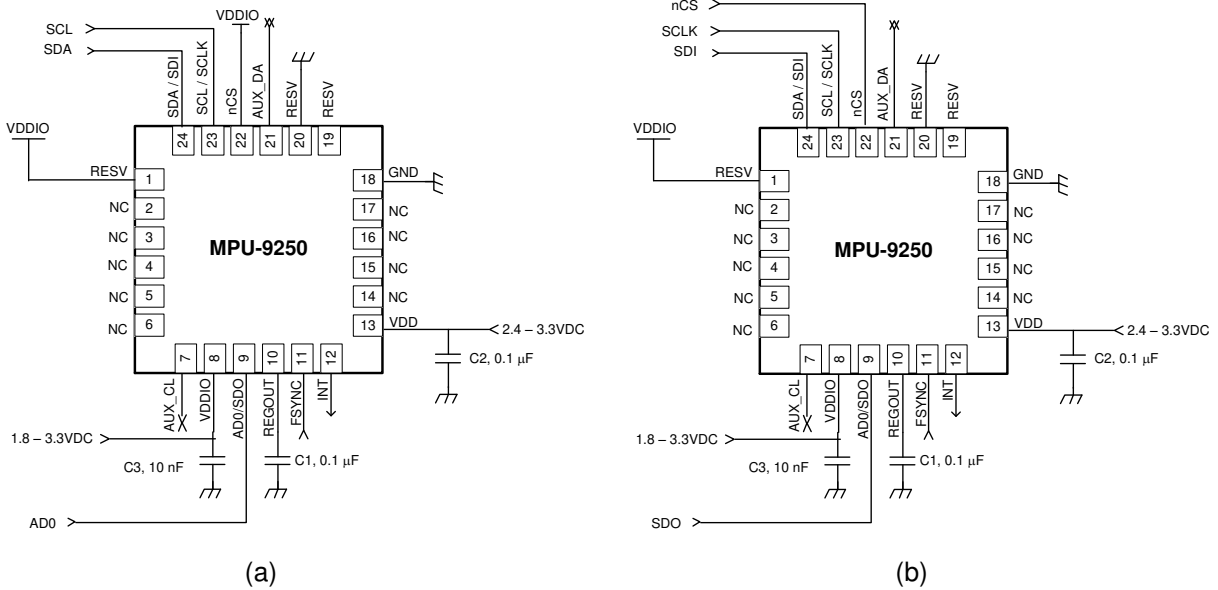 SCL
SDA
VDDIO
SDA / SDI
SCL / SCLK
nCS
AUX_DA
RESV
RESV
24
23
22
21
20
19
VDDIO
RESV
1
NC 2
NC 3
NC 4
NC 5
NC 6
MPU-9250
18 GND
17 NC
16 NC
15 NC
14 NC
13 VDD
2.4 – 3.3VDC
C2, 0.1 μF
7
8
9
10
11
12
AUX_CL
VDDIO
AD0/SDO
REGOUT
FSYNC
INT
1.8 – 3.3VDC
C3, 10 nF
C1, 0.1 μF
AD0
(a)
nCS
SCLK
SDI
SDA / SDI
SCL / SCLK
nCS
AUX_DA
RESV
RESV
24
23
22
21
20
19
VDDIO
RESV
1
NC 2
NC 3
NC 4
NC 5
NC 6
MPU-9250
18 GND
17 NC
16 NC
15 NC
14 NC
13 VDD
2.4 – 3.3VDC
C2, 0.1 μF
7
8
9
10
11
12
AUX_CL
VDDIO
AD0/SDO
REGOUT
FSYNC
INT
1.8 – 3.3VDC
C3, 10 nF
C1, 0.1 μF
SDO
(b)